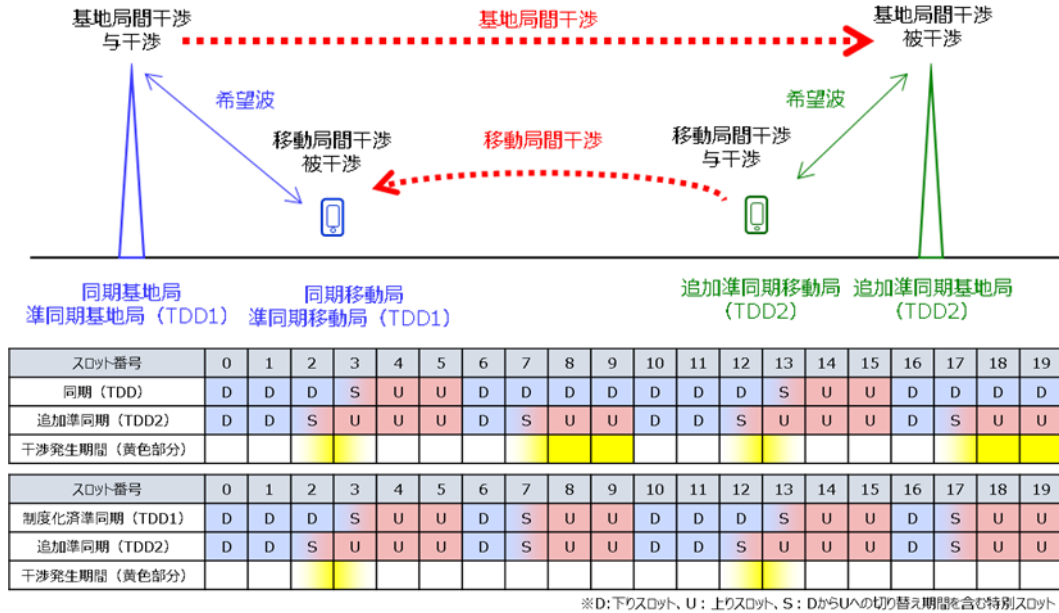 基地局間干渉
与干渉
基地局間干渉
基地局間干渉
被干渉
希望波
希望波
移動局間干渉
被干渉
移動局間干渉
移動局間干渉
与干渉
同期基地局
準同期基地局（TDD1）
同期移動局
準同期移動局（TDD1）
追加準同期移動局
（TDD2）
追加準同期基地局
（TDD2）
スロット番号 0 1 2 3 4 5 6 7 8 9 10 11 12 13 14 15 16 17 18 19
同期（TDD） D D D S U U D D D D D D D S U U D D D D
追加準同期（TDD2） D D S U U U D S U U D D S U U U D S U U
干渉発生期間（黄色部分）
スロット番号 0 1 2 3 4 5 6 7 8 9 10 11 12 13 14 15 16 17 18 19
制度化済準同期（TDD1） D D D S U U D S U U D D D S U U D S U U
追加準同期（TDD2） D D S U U U D S U U D D S U U U D S U U
干渉発生期間（黄色部分）
※D:下りスロット、U：上りスロット、S：DからUへの切り替え期間を含む特別スロット